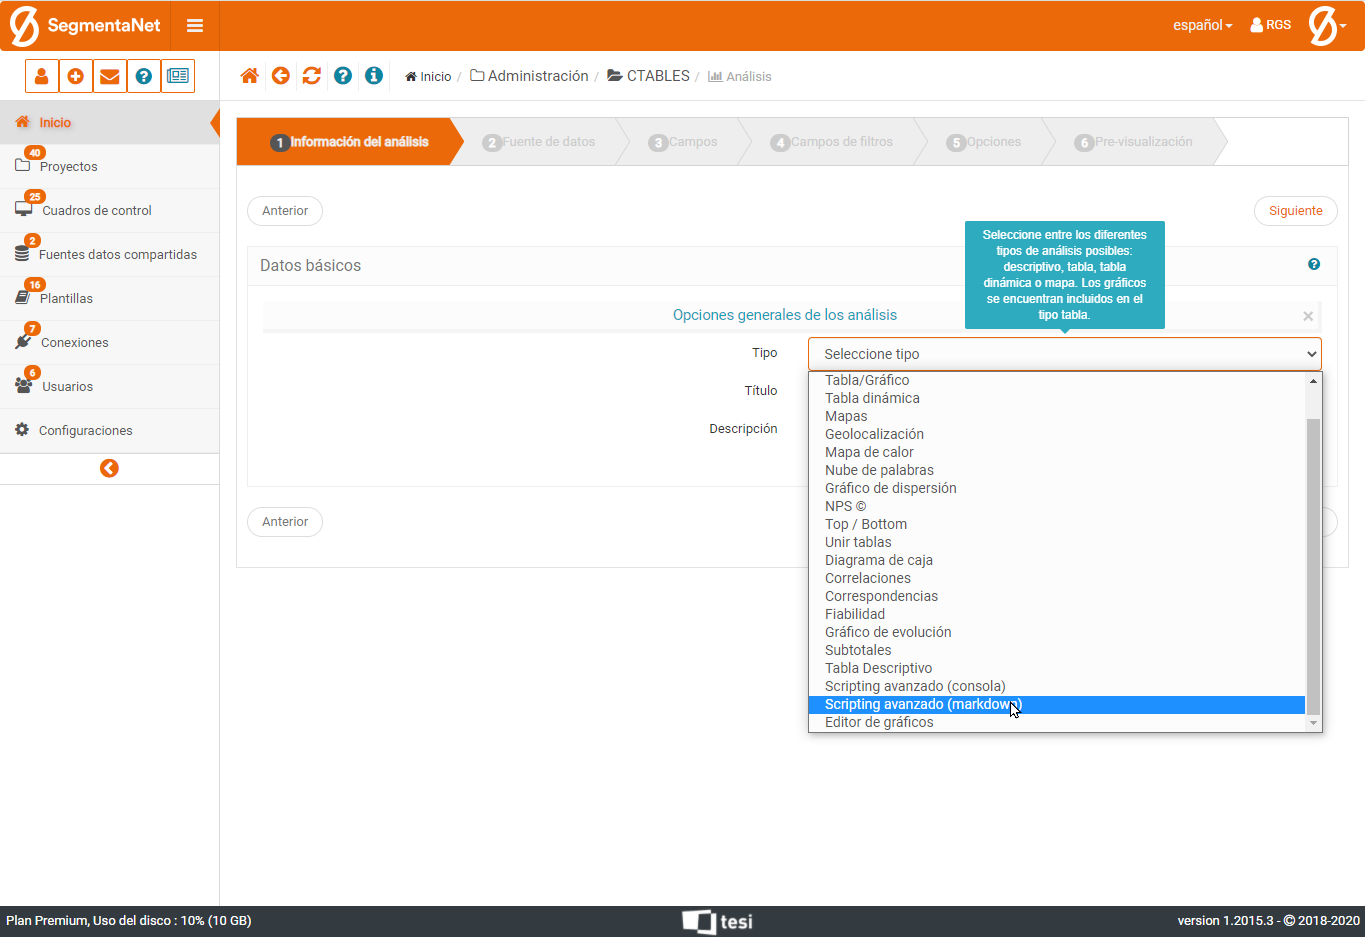 SegmentaNet
español
RGS
Inicio / Administración / CTABLES / Análisis
Inicio
40
Proyectos
25
Cuadros de control
2
Fuentes datos compartidas
16
Plantillas
7
Conexiones
6
Usuarios
Configuraciones
1 Información del análisis
2 Fuente de datos
3 Campos
4 Campos de filtros
5 Opciones
6 Pre-visualización
Anterior
Siguiente
Seleccione entre los diferentes
tipos de análisis posibles:
descriptivo, tabla, tabla
dinámica o mapa. Los gráficos
se encuentran incluidos en el
tipo tabla.
Datos básicos
Opciones generales de los análisis
Tipo
Seleccione tipo
Título
Descripción
Tabla/Gráfico
Tabla dinámica
Mapas
Geolocalización
Mapa de calor
Nube de palabras
Gráfico de dispersión
NPS ©
Top / Bottom
Unir tablas
Diagrama de caja
Correlaciones
Correspondencias
Fiabilidad
Gráfico de evolución
Subtotales
Tabla Descriptivo
Scripting avanzado (consola)
Scripting avanzado (markdown)
Editor de gráficos
Anterior
Plan Premium, Uso del disco : 10% (10 GB)
tesi
version 1.2015.3 - © 2018-2020